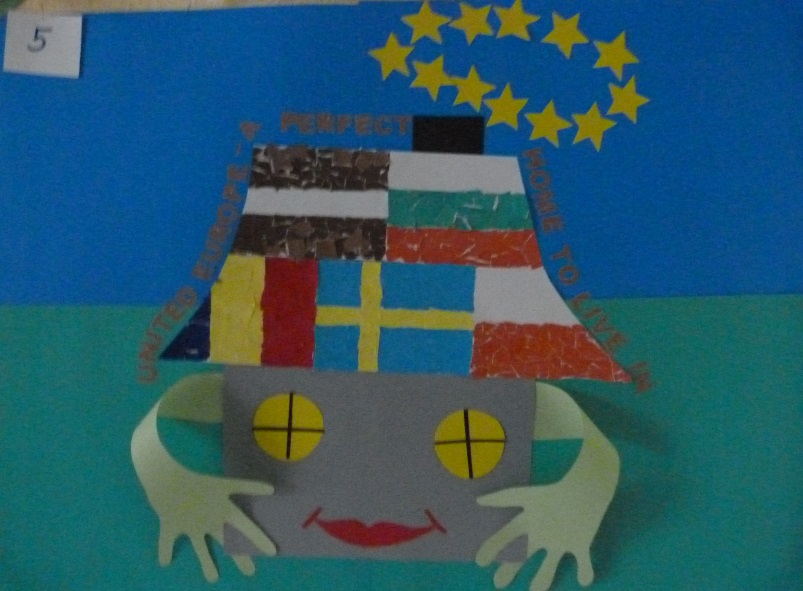 5
UNITED EUROPE - A PERFECT HOME TO LIVE IN